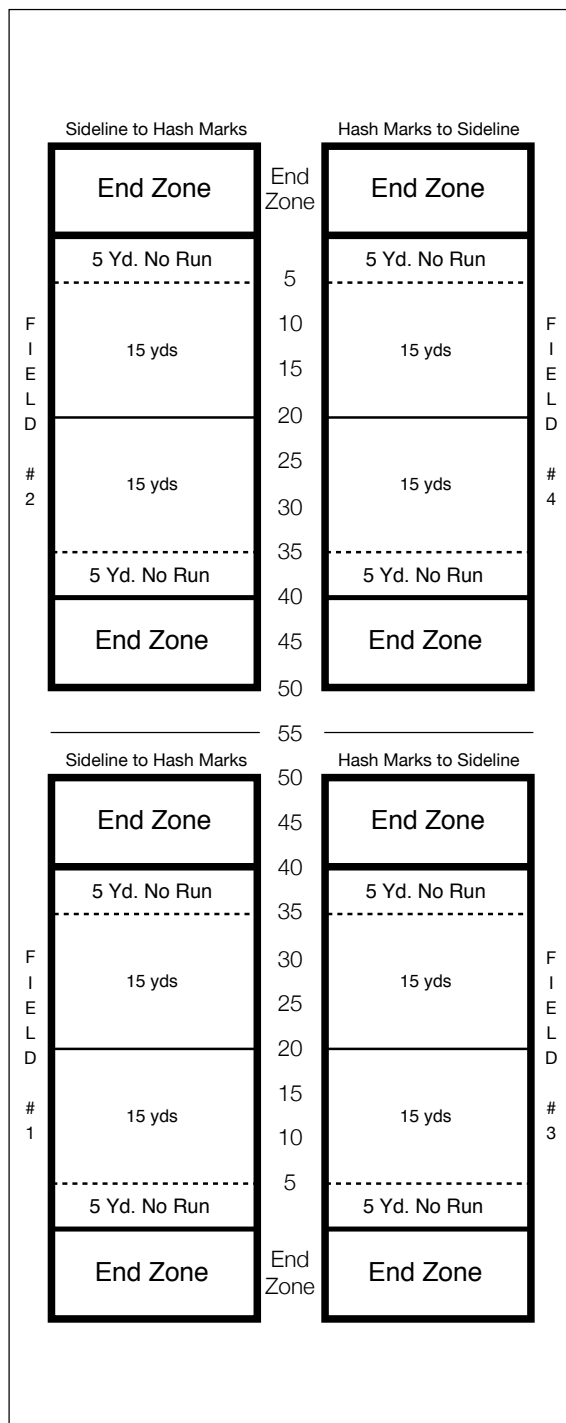 Sideline to Hash Marks
Hash Marks to Sideline
End Zone
End
Zone
End Zone
5 Yd. No Run
5 Yd. No Run
5
10
15 yds
15
15 yds
20
25
15 yds
30
15 yds
35
5 Yd. No Run
5 Yd. No Run
40
End Zone
45
End Zone
50
FIELD #2
FIELD #4
55
Sideline to Hash Marks
Hash Marks to Sideline
50
End Zone
45
End Zone
40
5 Yd. No Run
5 Yd. No Run
35
30
15 yds
25
15 yds
20
15
15 yds
10
15 yds
5
5 Yd. No Run
5 Yd. No Run
End Zone
End
Zone
End Zone
FIELD #1
FIELD #3